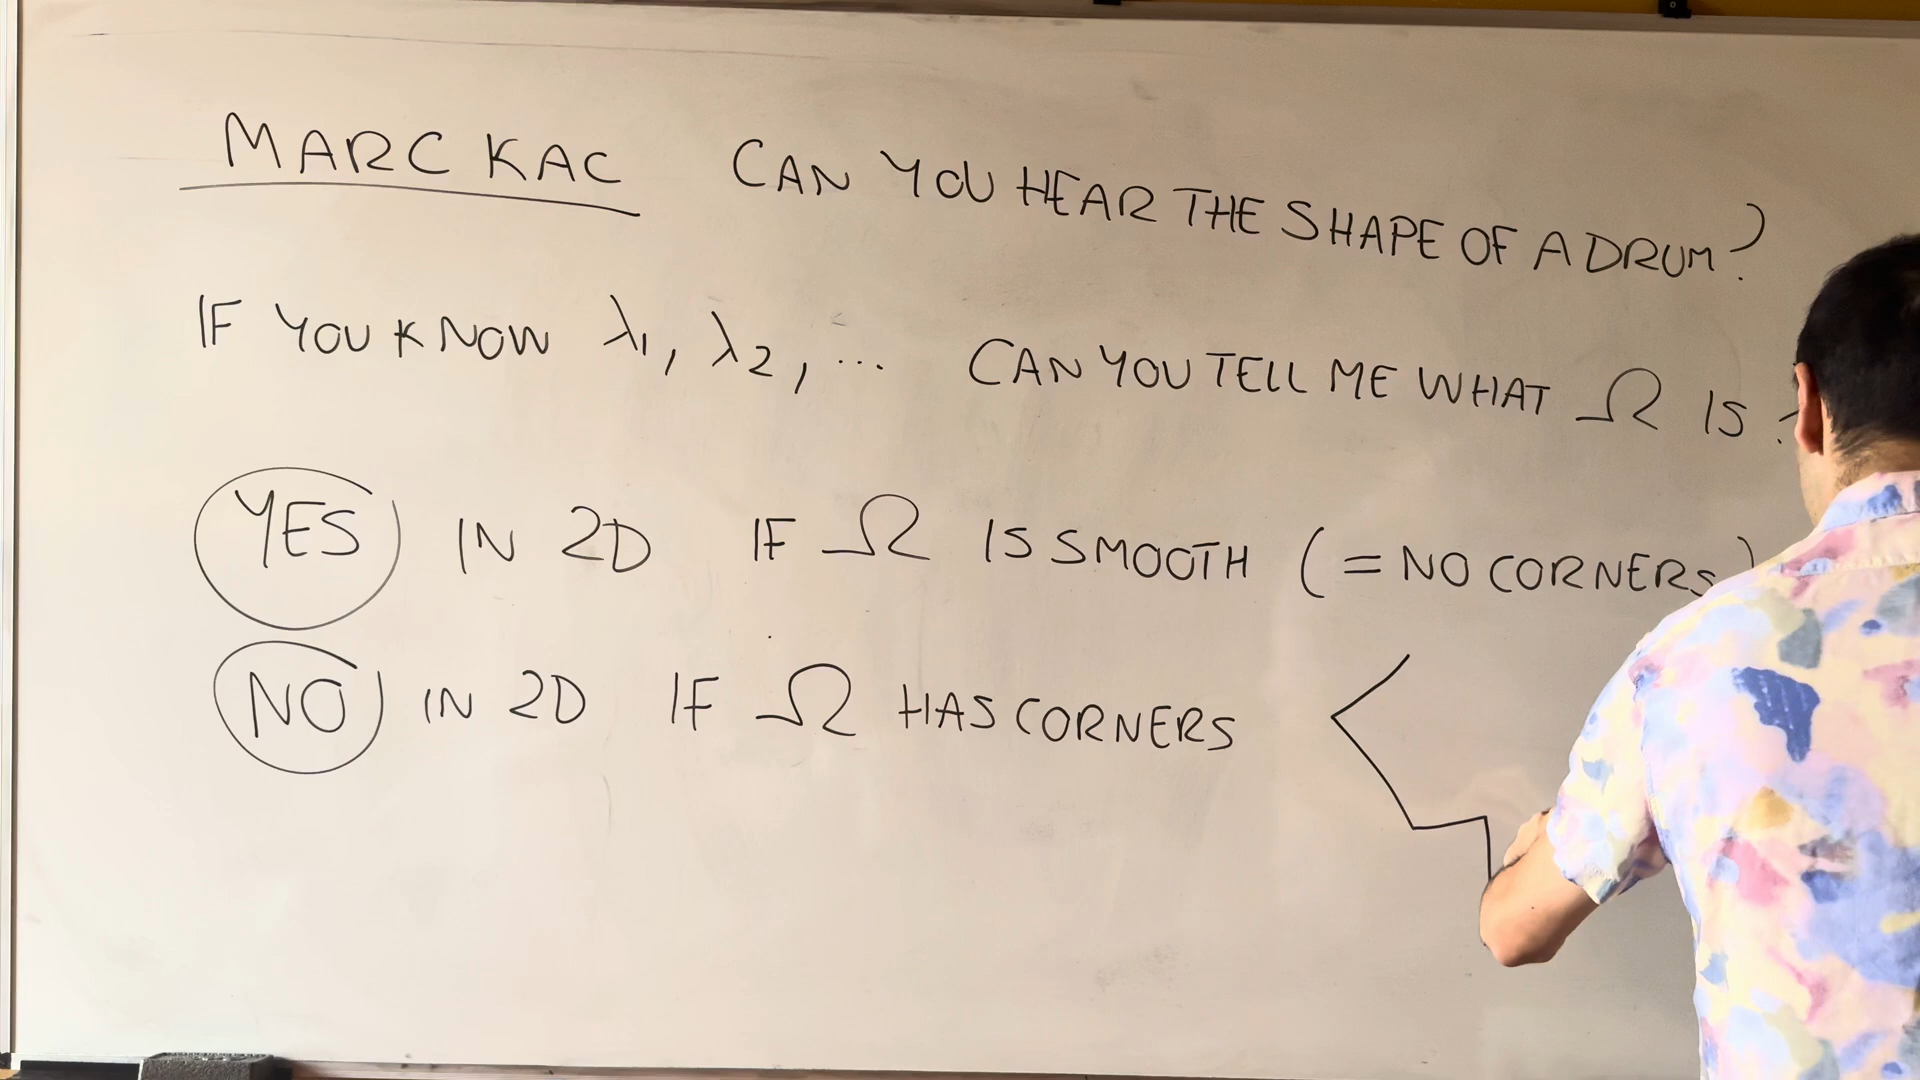 MARC KAC CAN YOU HEAR THE SHAPE OF A DRUM?
IF YOU KNOW λ1, λ2, ... CAN YOU TELL ME WHAT Ω IS ?
YES IN 2D IF Ω IS SMOOTH (= NO CORNERS)
NO IN 2D IF Ω HAS CORNERS